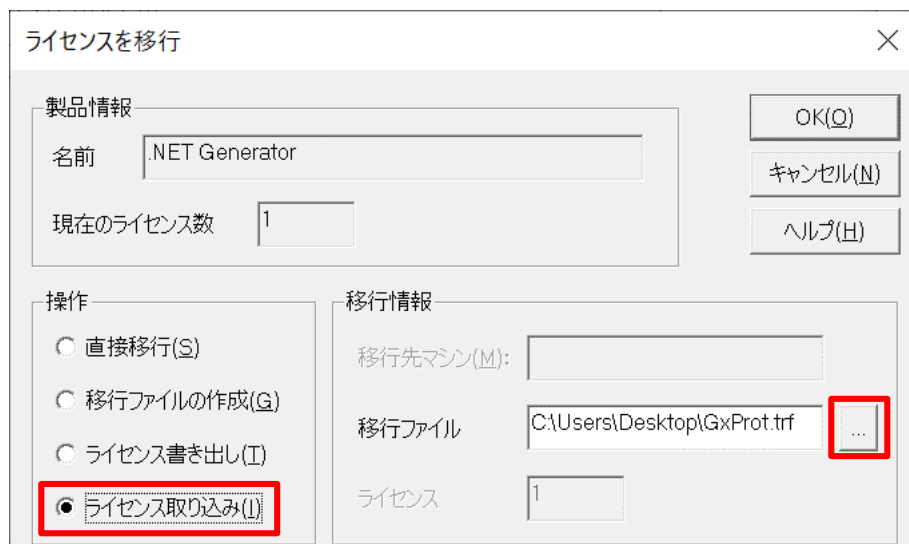 ライセンスを移行
製品情報
名前 .NET Generator
現在のライセンス数 1
OK(O)
キャンセル(N)
ヘルプ(H)
操作
直接移行(S)
移行ファイルの作成(G)
ライセンス書き出し(T)
ライセンス取り込み(I)
移行情報
移行先マシン(M):
移行ファイル C:\Users\Desktop\GxProt.trf ...
ライセンス 1